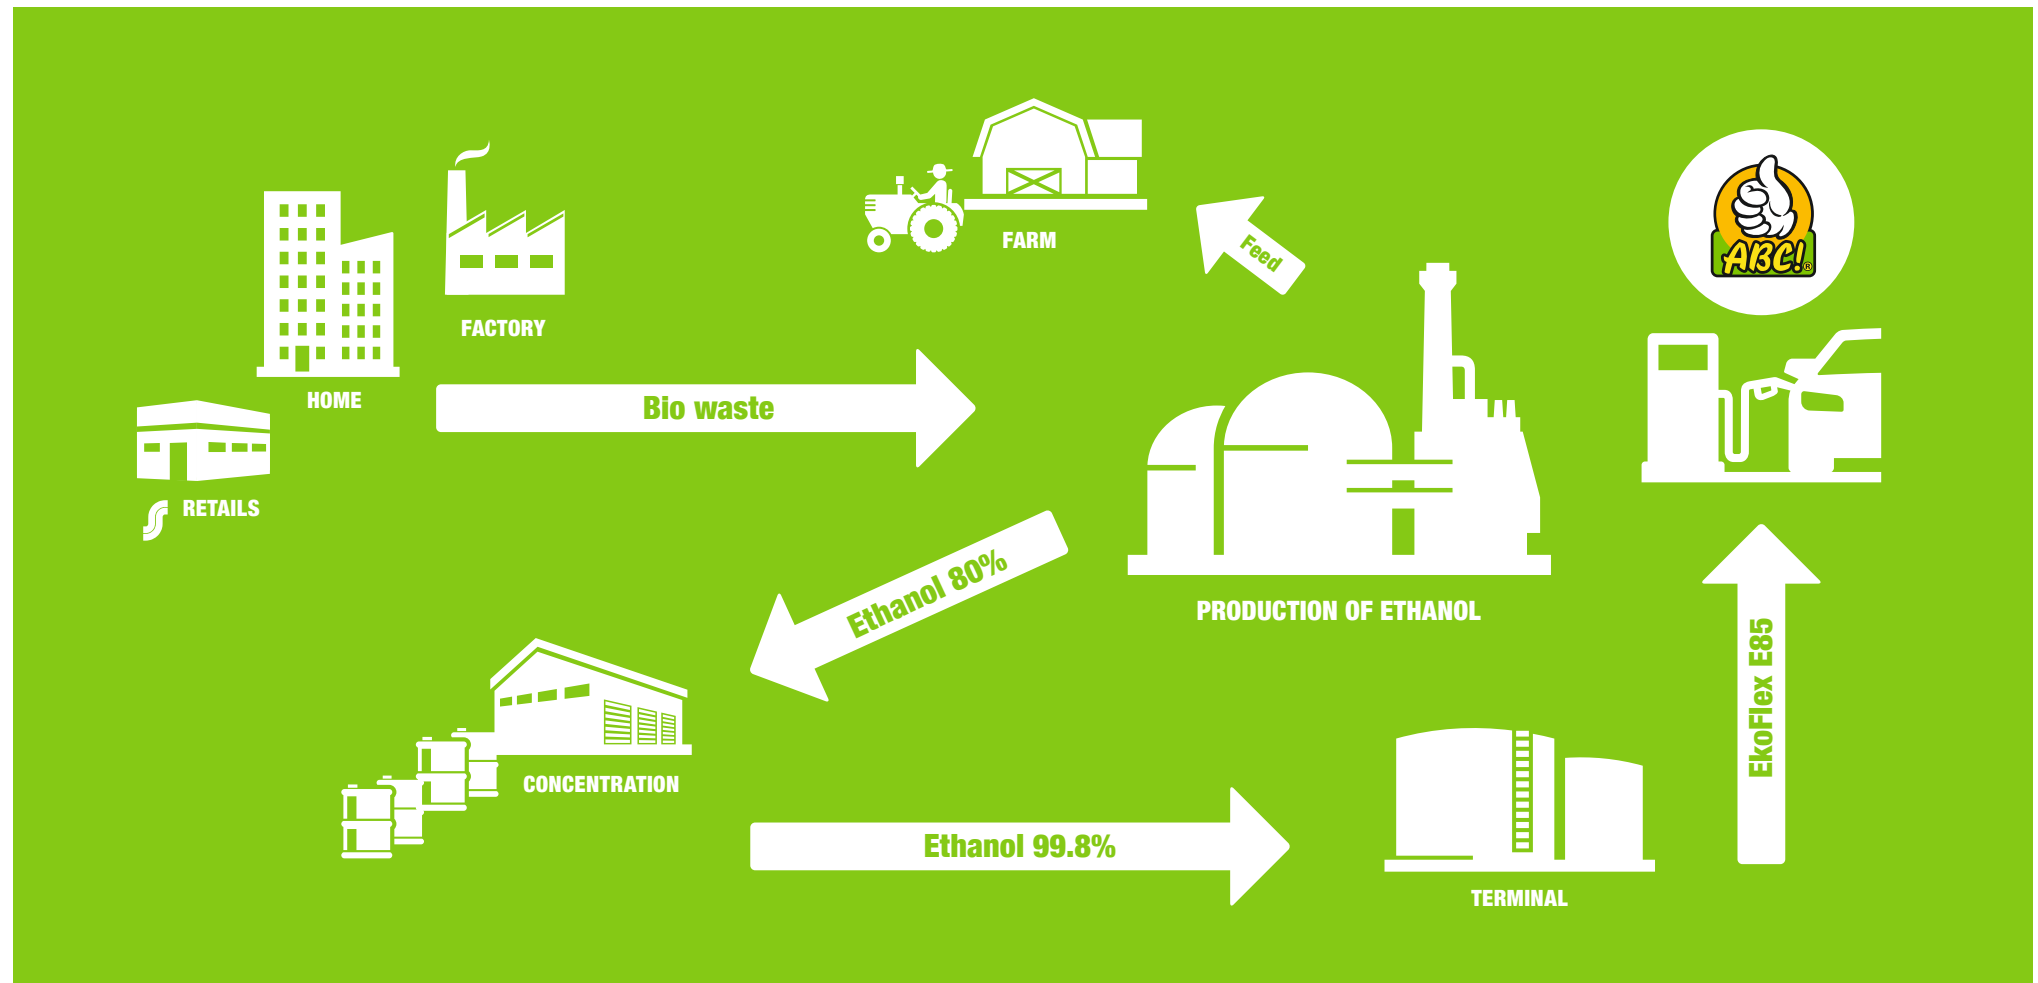 FARM
Feed
ABC!®
FACTORY
HOME
Bio waste
RETAILS
Ethanol 80%
PRODUCTION OF ETHANOL
EkoFlex E85
CONCENTRATION
Ethanol 99.8%
TERMINAL